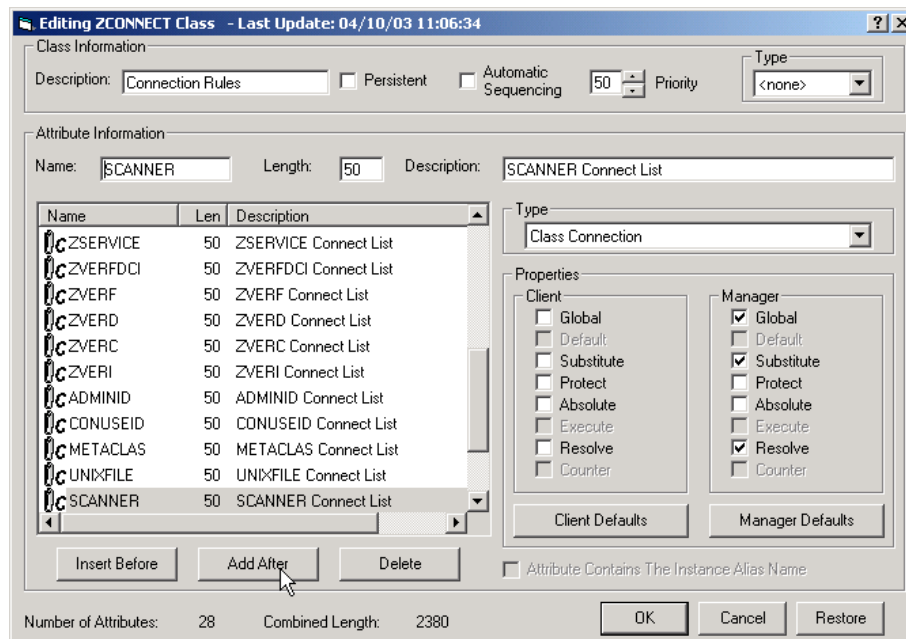 Editing ZCONNECT Class - Last Update: 04/10/03 11:06:34
Class Information
Description: Connection Rules Persistent Automatic Sequencing 50 Priority
Type
<none>
Attribute Information
Name: SCANNER Length: 50 Description: SCANNER Connect List
Name Len Description
ZSERVICE 50 ZSERVICE Connect List
ZVERFDCI 50 ZVERFDCI Connect List
ZVERF 50 ZVERF Connect List
ZVERD 50 ZVERD Connect List
ZVERC 50 ZVERC Connect List
ZVERI 50 ZVERI Connect List
ADMINID 50 ADMINID Connect List
CONUSEID 50 CONUSEID Connect List
METACLAS 50 METACLAS Connect List
UNIXFILE 50 UNIXFILE Connect List
SCANNER 50 SCANNER Connect List
Type
Class Connection
Properties
Client
Global
Default
Substitute
Protect
Absolute
Execute
Resolve
Counter
Manager
Global
Default
Substitute
Protect
Absolute
Execute
Resolve
Counter
Client Defaults Manager Defaults
Insert Before Add After Delete
Attribute Contains The Instance Alias Name
Number of Attributes: 28 Combined Length: 2380
OK Cancel Restore